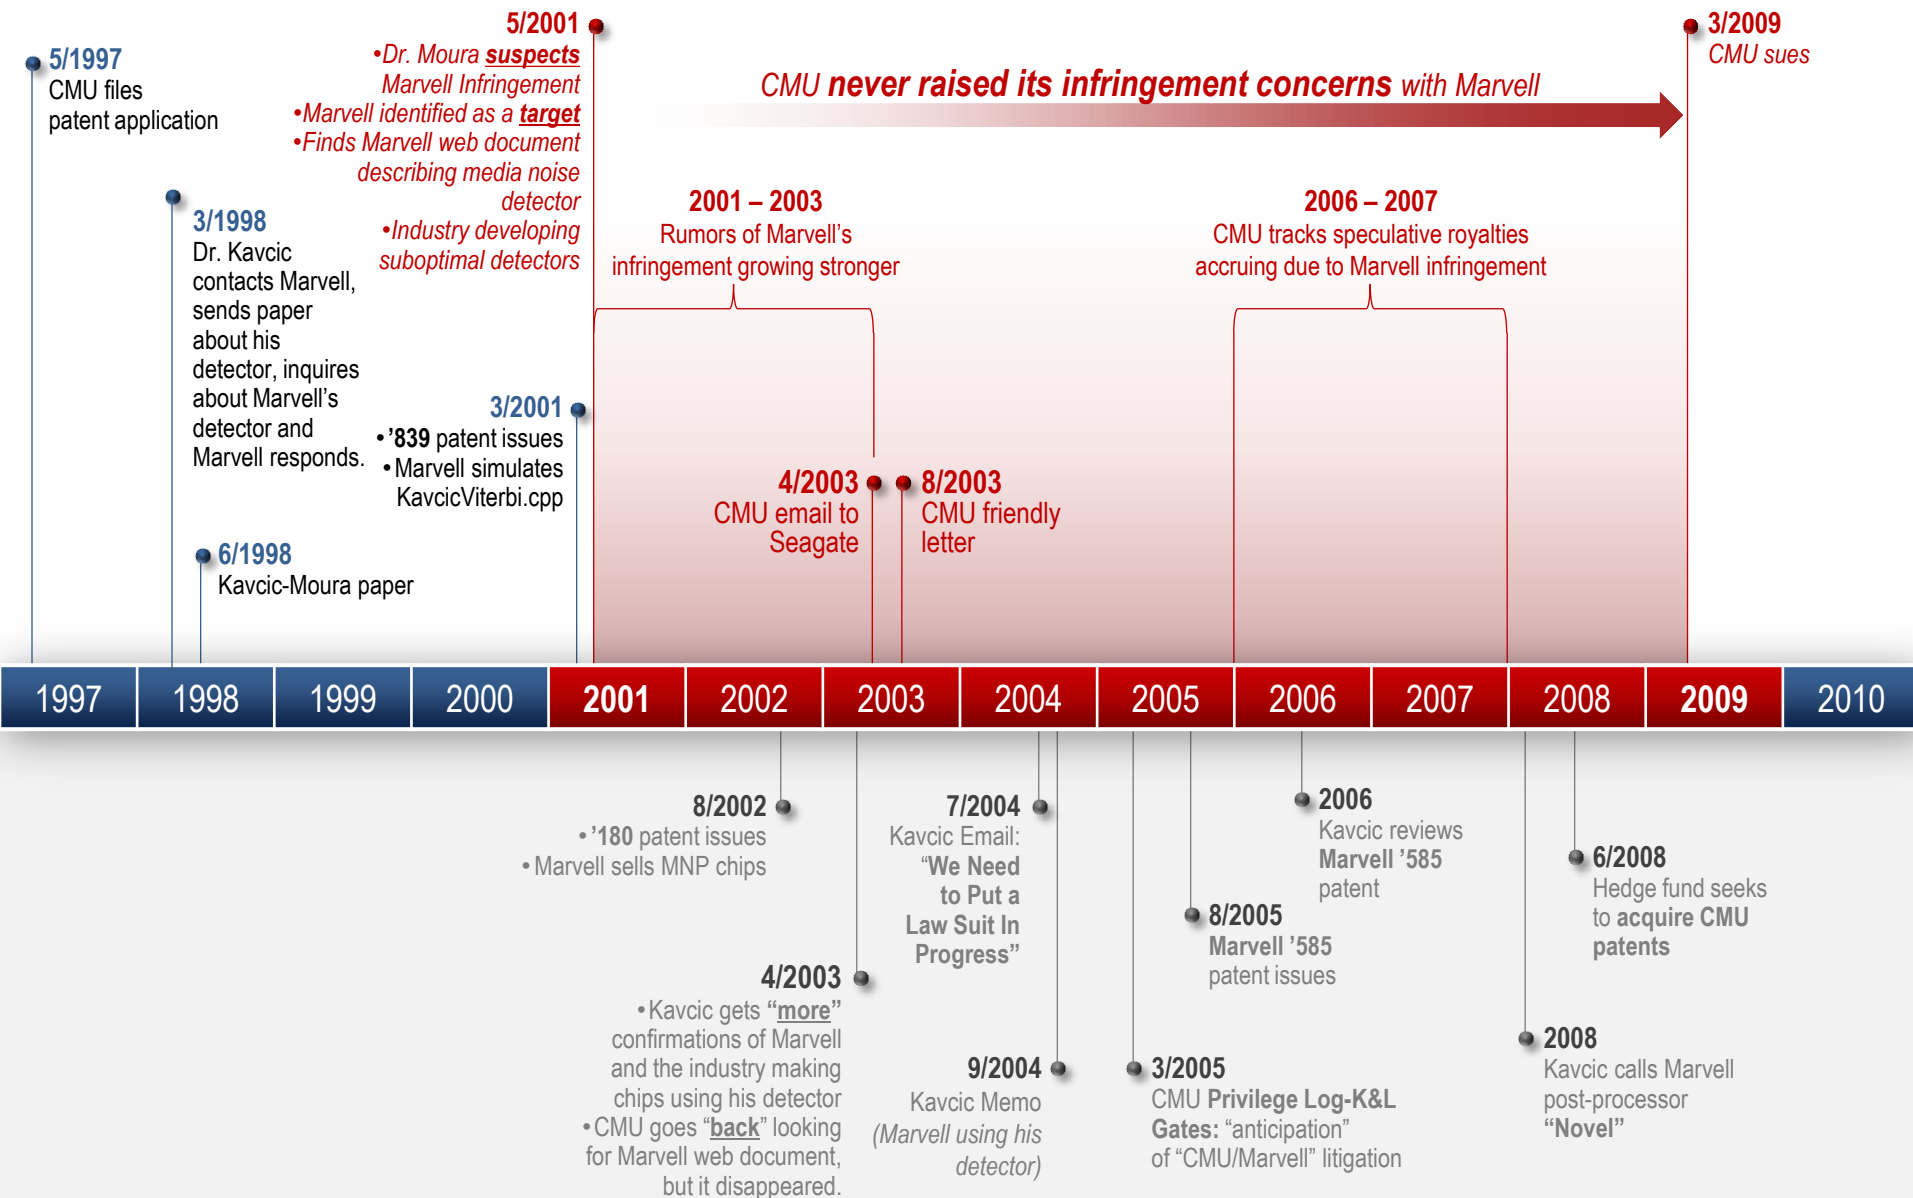 5/1997
CMU files
patent application
3/1998
Dr. Kavcic
contacts Marvell,
sends paper
about his
detector, inquires
about Marvell’s
detector and
Marvell responds.
6/1998
Kavcic-Moura paper
3/2001
• ’839 patent issues
• Marvell simulates
KavcicViterbi.cpp
5/2001
•Dr. Moura suspects
Marvell Infringement
•Marvell identified as a target
•Finds Marvell web document
describing media noise
detector
•Industry developing
suboptimal detectors
CMU never raised its infringement concerns with Marvell
3/2009
CMU sues
2001 – 2003
Rumors of Marvell’s
infringement growing stronger
2006 – 2007
CMU tracks speculative royalties
accruing due to Marvell infringement
4/2003
CMU email to
Seagate
8/2003
CMU friendly
letter
1997 1998 1999 2000 2001 2002 2003 2004 2005 2006 2007 2008 2009 2010
8/2002
• ’180 patent issues
• Marvell sells MNP chips
4/2003
• Kavcic gets “more”
confirmations of Marvell
and the industry making
chips using his detector
• CMU goes “back” looking
for Marvell web document,
but it disappeared.
7/2004
Kavcic Email:
“We Need
to Put a
Law Suit In
Progress”
9/2004
Kavcic Memo
(Marvell using his
detector)
3/2005
CMU Privilege Log-K&L
Gates: “anticipation”
of “CMU/Marvell” litigation
8/2005
Marvell ’585
patent issues
2006
Kavcic reviews
Marvell ’585
patent
2008
Kavcic calls Marvell
post-processor
“Novel”
6/2008
Hedge fund seeks
to acquire CMU
patents